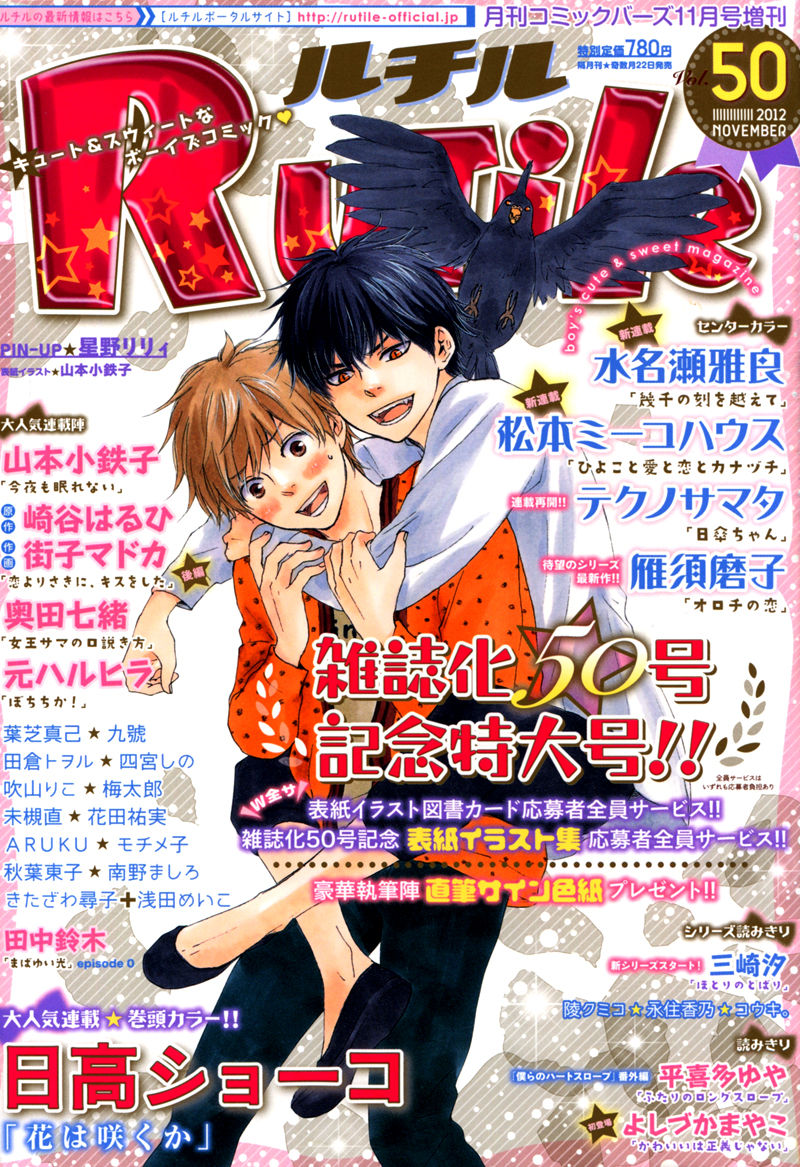 ルチルの最新情報はこちら
[ルチルポータルサイト] http://rutile-official.jp
月刊コミックバーズ11月号増刊
ルチル
特別定価780円
隔月刊★奇数月22日発売
Vol. 50
2012
NOVEMBER
キュート&スウィートな
ボーイズコミック
Rutile
boy's cute & sweet magazine
PIN-UP★星野リリィ
表紙イラスト★山本小鉄子
大人気連載陣
山本小鉄子
「今夜も眠れない」
原作 崎谷はるひ
作画 街子マドカ
「恋よりさきに、キスをした」
後編
奥田七緒
「女王サマの口説き方」
元ハルヒラ
「ぼちちか!」
葉芝真己★九號
田倉トヲル★四宮しの
吹山りこ★梅太郎
未槻直★花田祐実
ARUKU★モチメ子
秋葉東子★南野ましろ
きたざわ尋子+浅田めいこ
田中鈴木
「まばゆい光」episode 0
大人気連載★巻頭カラー!!
日高ショーコ
「花は咲くか」
センターカラー
新連載
水名瀬雅良
「幾千の刻を越えて」
新連載
松本ミーコハウス
「ひよこと愛と恋とカナヅチ」
連載再開!! テクノサマタ
「日傘ちゃん」
待望のシリーズ
最新作!!
雁須磨子
「オロチの恋」
雑誌化50号
記念特大号!!
全員サービスは
いずれも応募者負担あり
W全サ
表紙イラスト図書カード応募者全員サービス!!
雑誌化50号記念 表紙イラスト集 応募者全員サービス!!
豪華執筆陣 直筆サイン色紙 プレゼント!!
シリーズ読みきり
新シリーズスタート! 三崎汐
「ほとりのとばり」
陵クミコ★永住香乃★コウキ。
読みきり
「僕らのハートスロープ」番外編 平喜多ゆや
「ふたりのロングスロープ」
初登場 よしづかまやこ
「かわいいは正義じゃない」